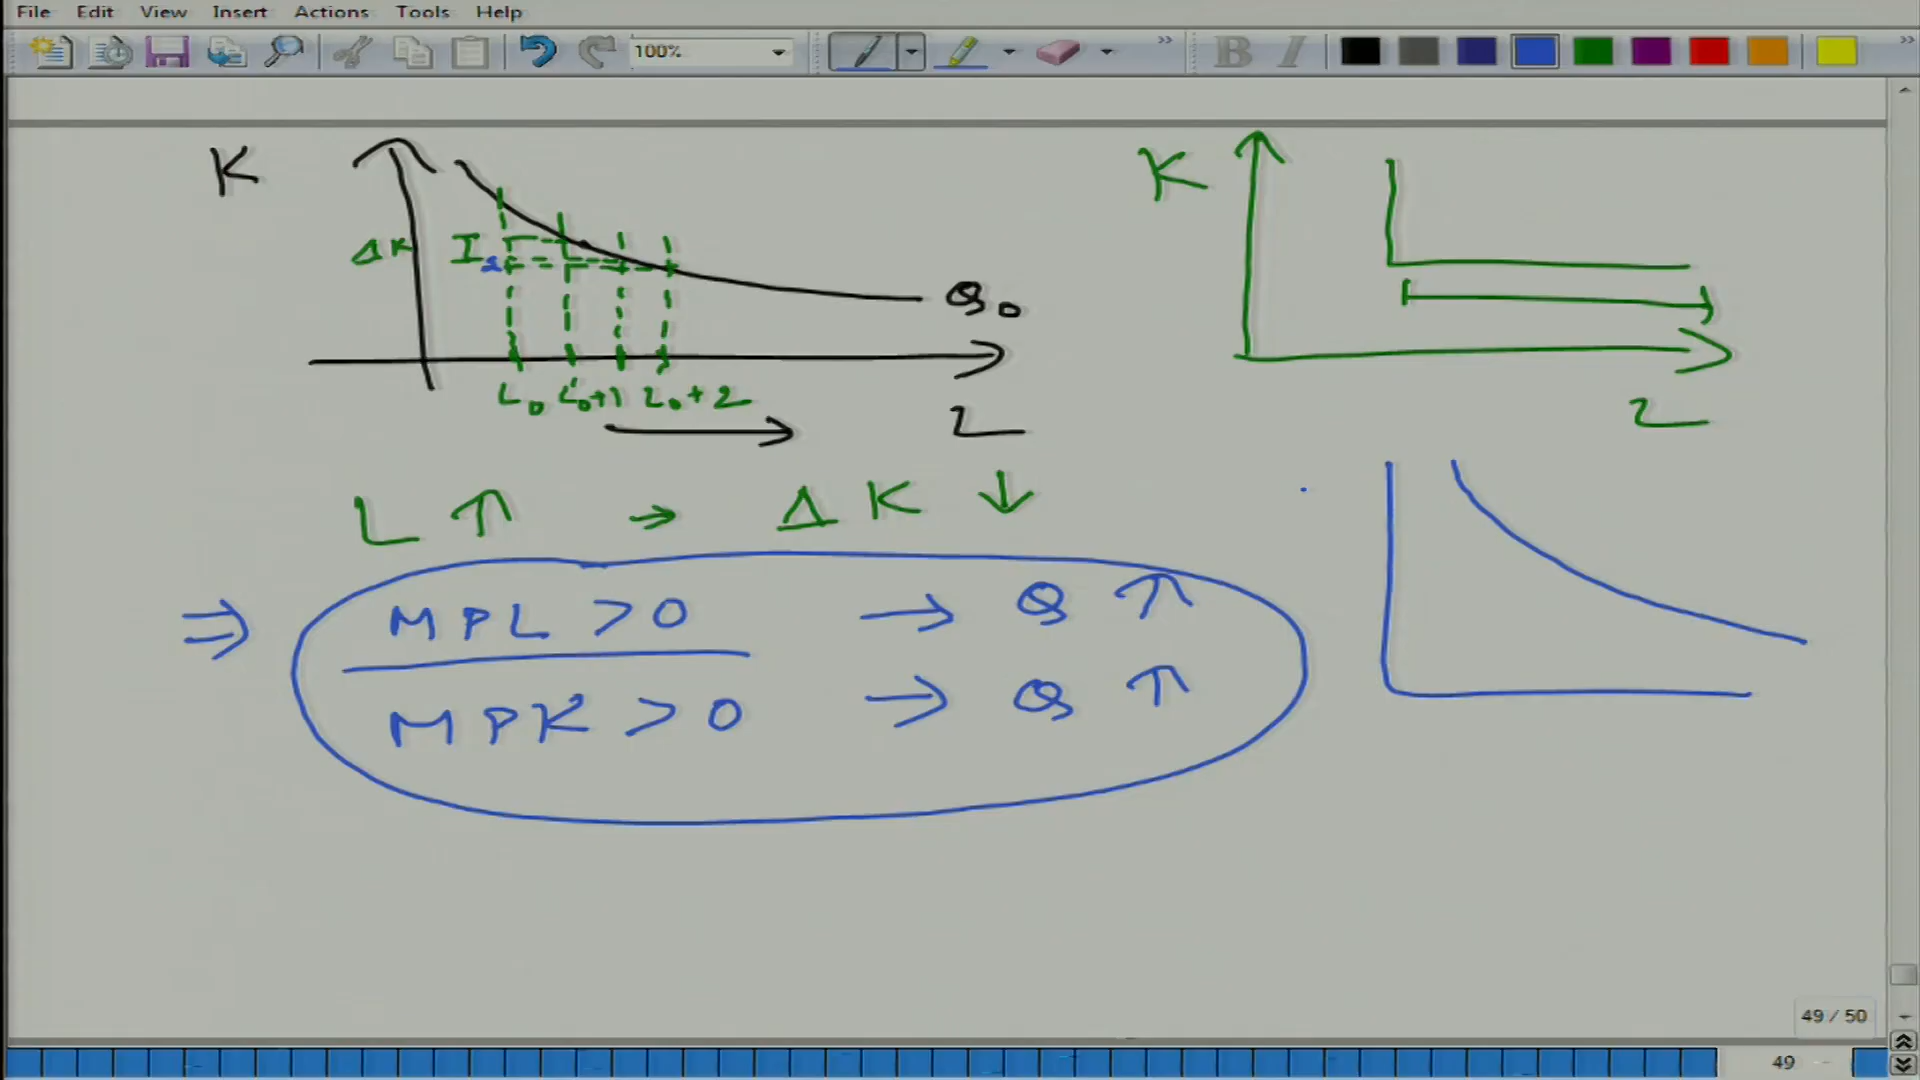 File Edit View Insert Actions Tools Help
100%
B I
K
ΔK
Q₀
L₀ L₀+1 L₀+2
L
K
L
L ↑ → ΔK ↓
⇒ MPL > 0 → Q ↑
MPK > 0 → Q ↑
49 / 50
49